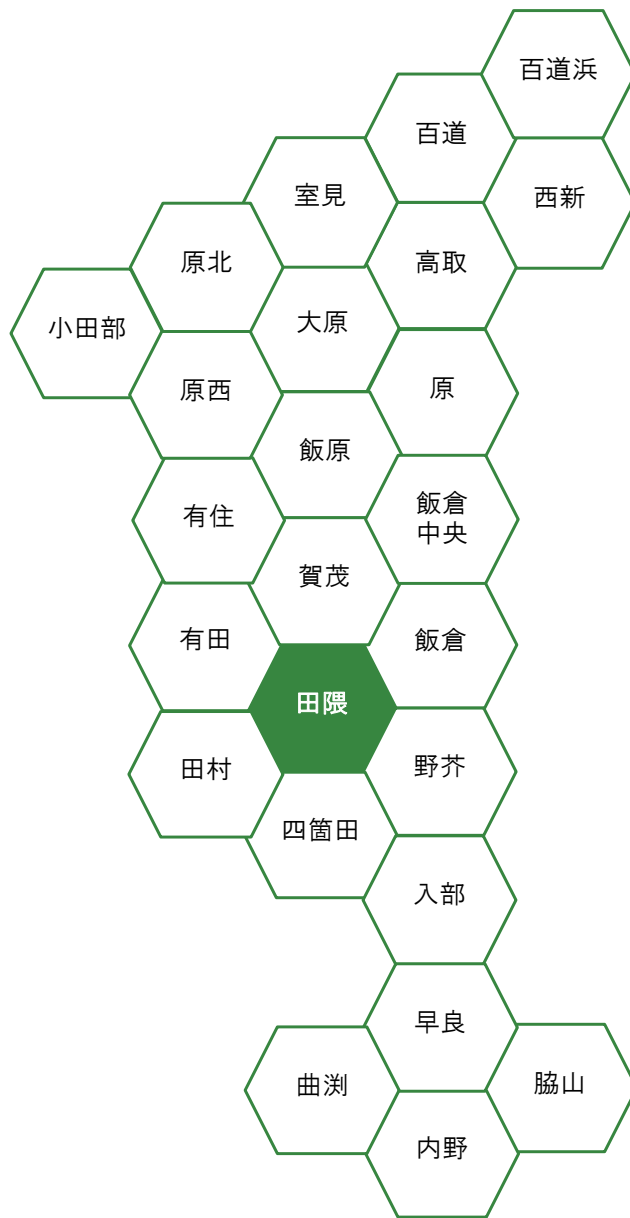 百道浜
百道
室見
西新
原北
高取
小田部
大原
原西
原
飯原
有住
飯倉
中央
賀茂
有田
飯倉
田隈
田村
野芥
四箇田
入部
早良
曲渕
脇山
内野